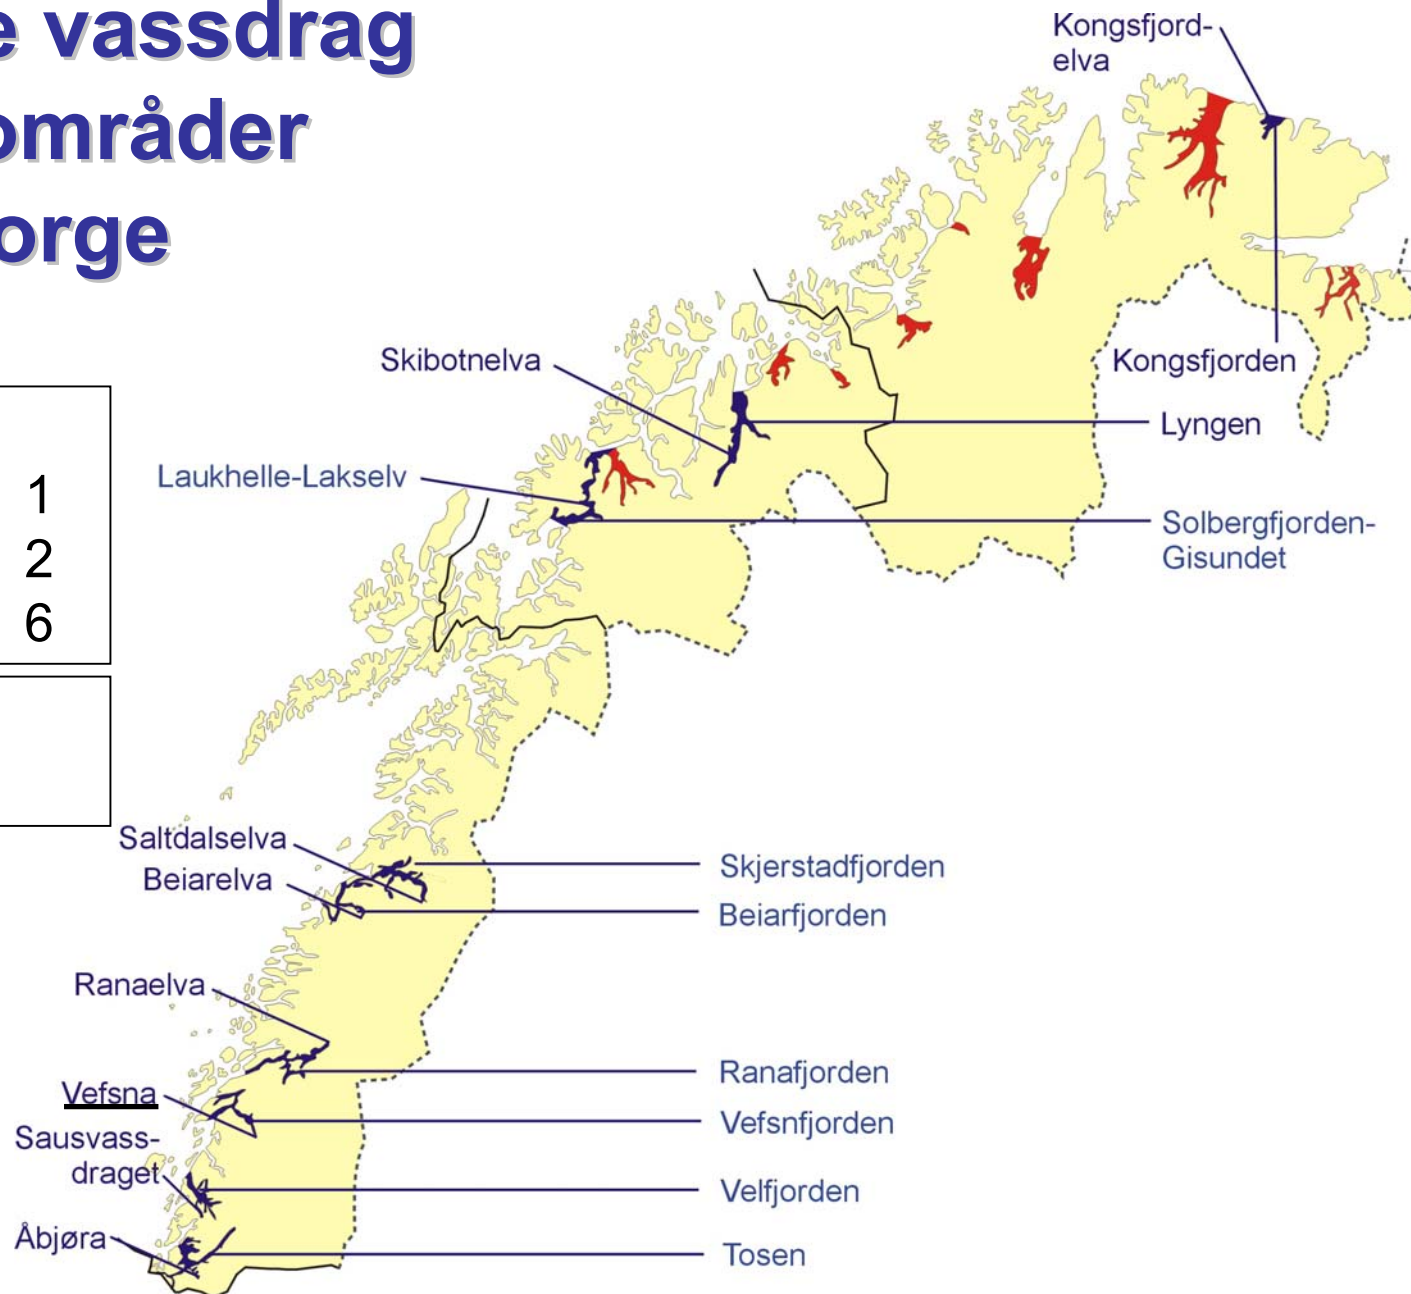 e vassdrag
områder
orge
1
2
6
Kongsfjord-
elva
Skibotnelva
Kongsfjorden
Lyngen
Laukhelle-Lakselv
Solbergfjorden-
Gisundet
Saltdalselva
Beiarelva
Skjerstadfjorden
Beiarfjorden
Ranaelva
Ranafjorden
Vefsna
Vefsnfjorden
Sausvass-
draget
Velfjorden
Åbjøra
Tosen